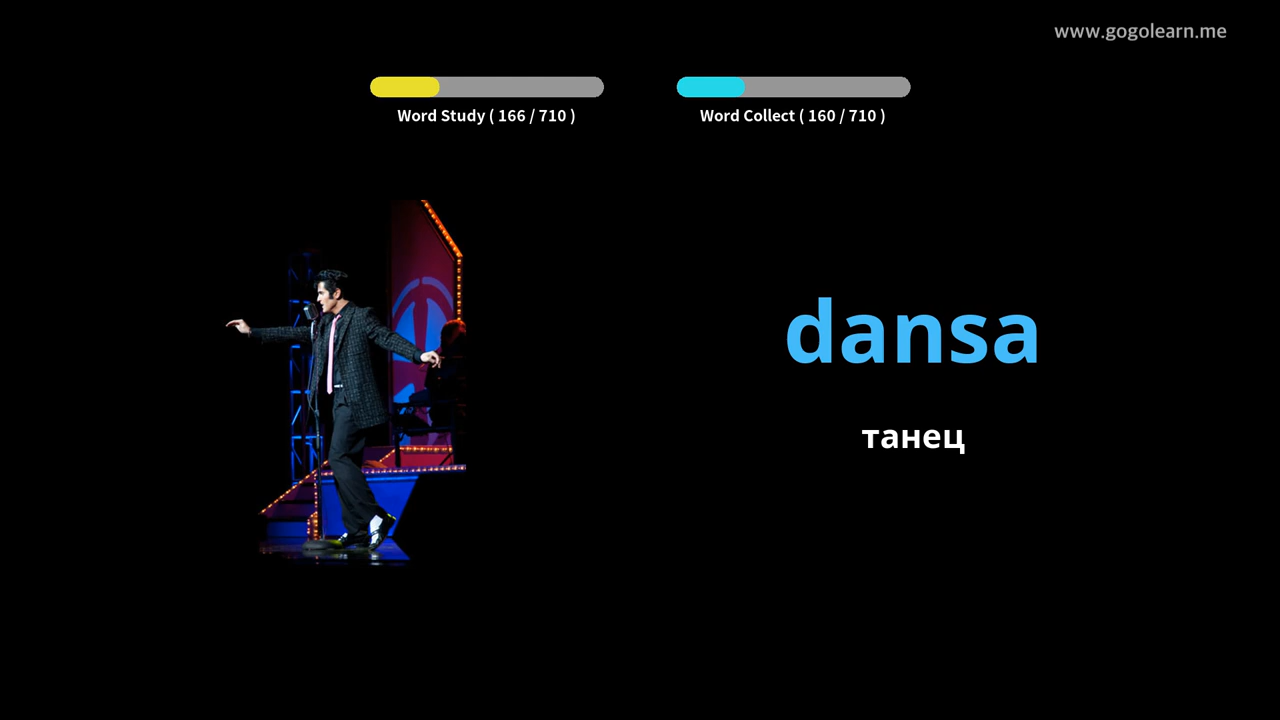 www.gogolearn.me
Word Study ( 166 / 710 )
Word Collect ( 160 / 710 )
dansa
танец